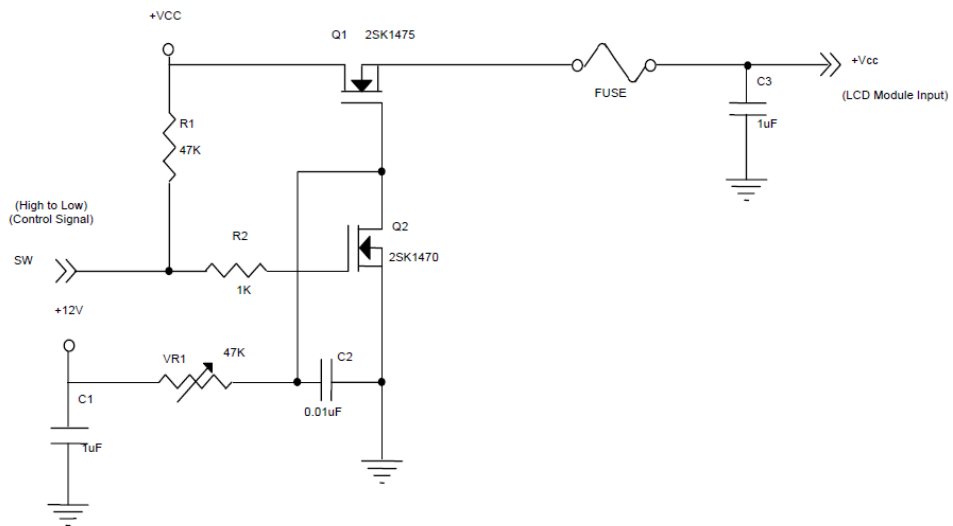 +VCC
Q1 2SK1475
+Vcc
(LCD Module Input)
FUSE
C3
1uF
R1
47K
(High to Low)
(Control Signal)
SW
R2
1K
Q2
2SK1470
+12V
VR1
47K
C2
0.01uF
C1
1uF